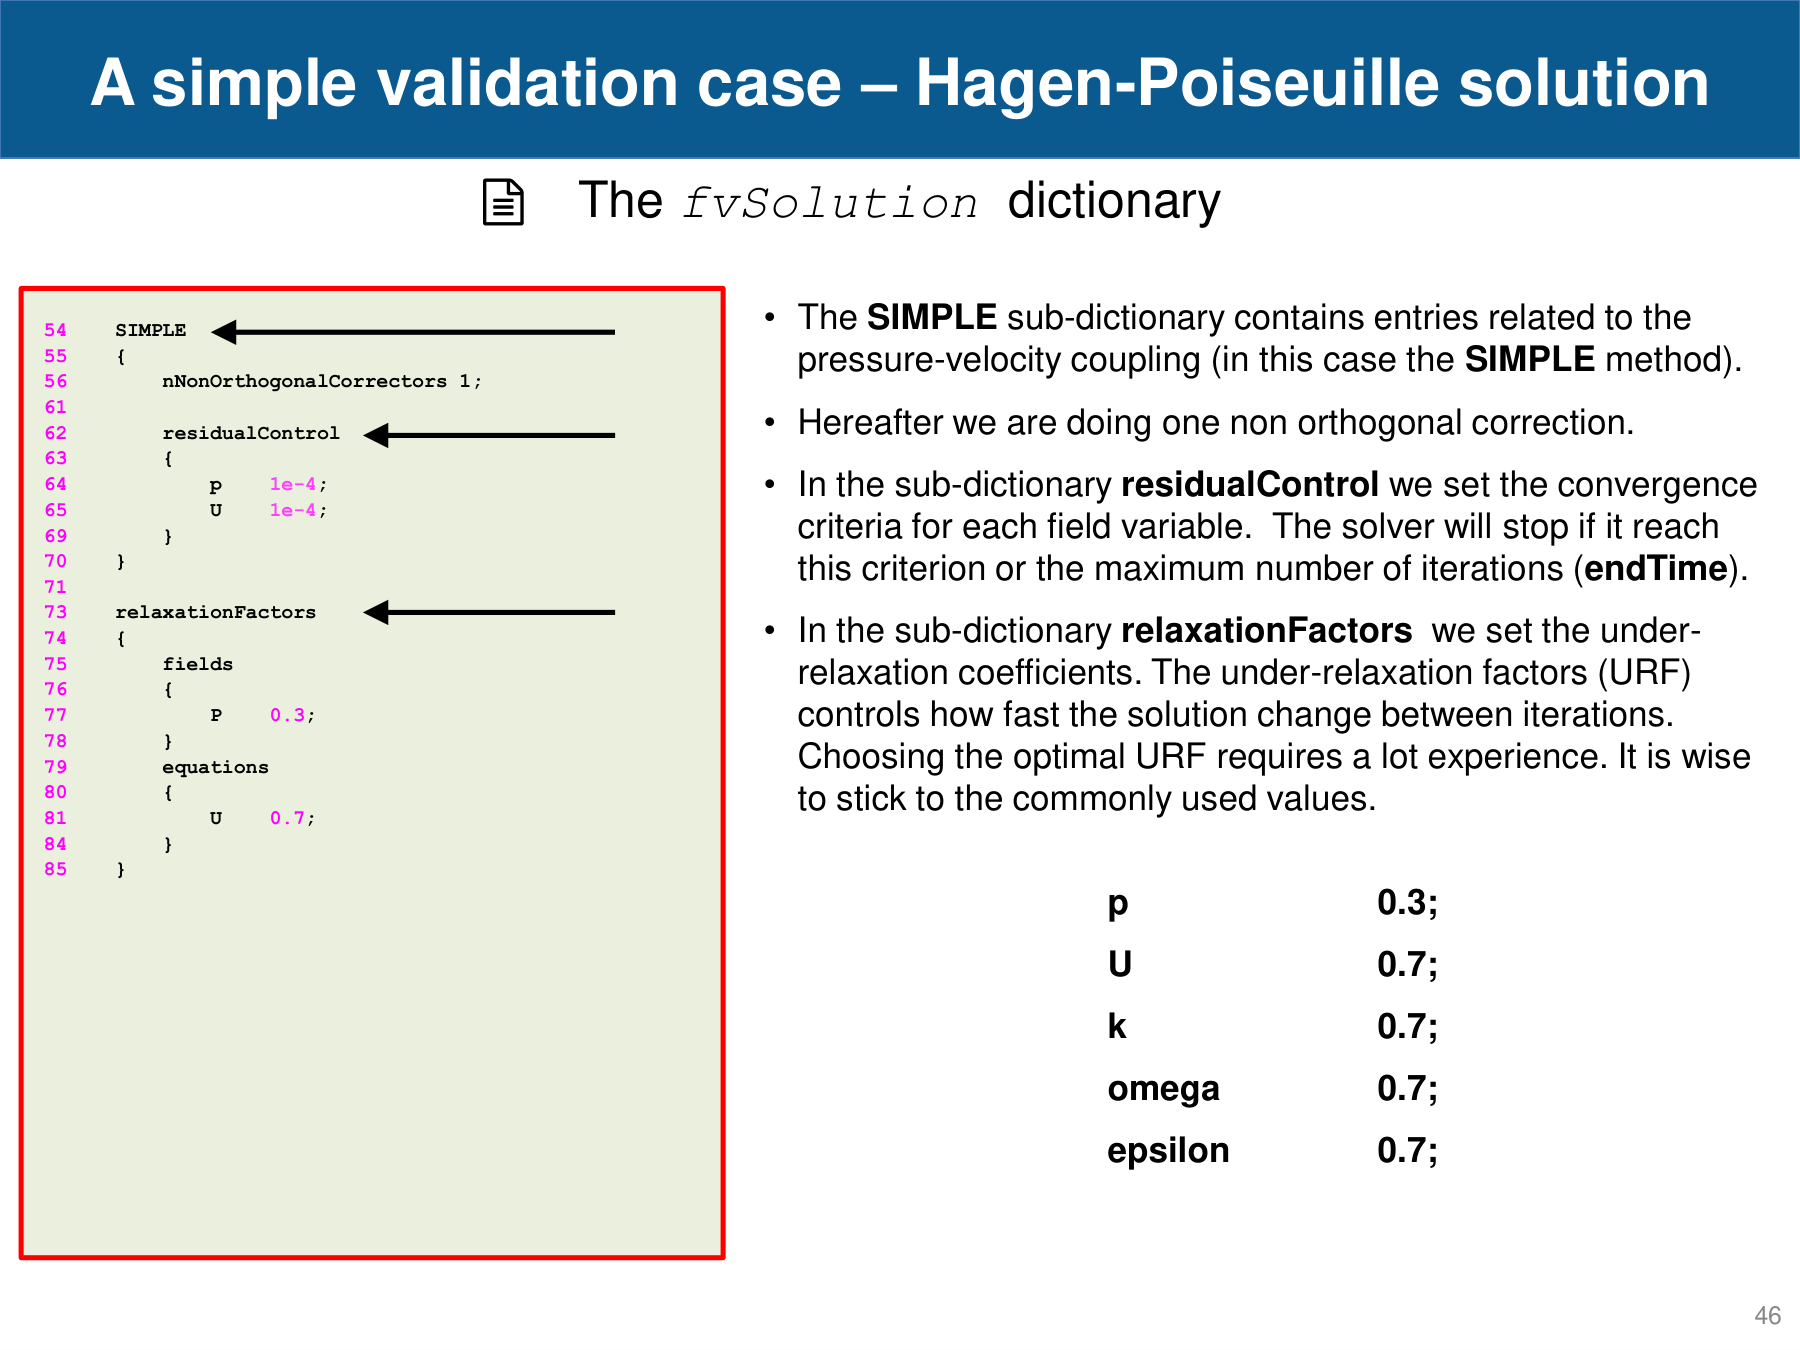 A simple validation case – Hagen-Poiseuille solution
The fvSolution dictionary
54 SIMPLE
55 {
56 nNonOrthogonalCorrectors 1;
61
62 residualControl
63 {
64 p 1e-4;
65 U 1e-4;
69 }
70 }
71
73 relaxationFactors
74 {
75 fields
76 {
77 P 0.3;
78 }
79 equations
80 {
81 U 0.7;
84 }
85 }
• The SIMPLE sub-dictionary contains entries related to the
pressure-velocity coupling (in this case the SIMPLE method).
• Hereafter we are doing one non orthogonal correction.
• In the sub-dictionary residualControl we set the convergence
criteria for each field variable. The solver will stop if it reach
this criterion or the maximum number of iterations (endTime).
• In the sub-dictionary relaxationFactors we set the under-
relaxation coefficients. The under-relaxation factors (URF)
controls how fast the solution change between iterations.
Choosing the optimal URF requires a lot experience. It is wise
to stick to the commonly used values.
p 0.3;
U 0.7;
k 0.7;
omega 0.7;
epsilon 0.7;
46